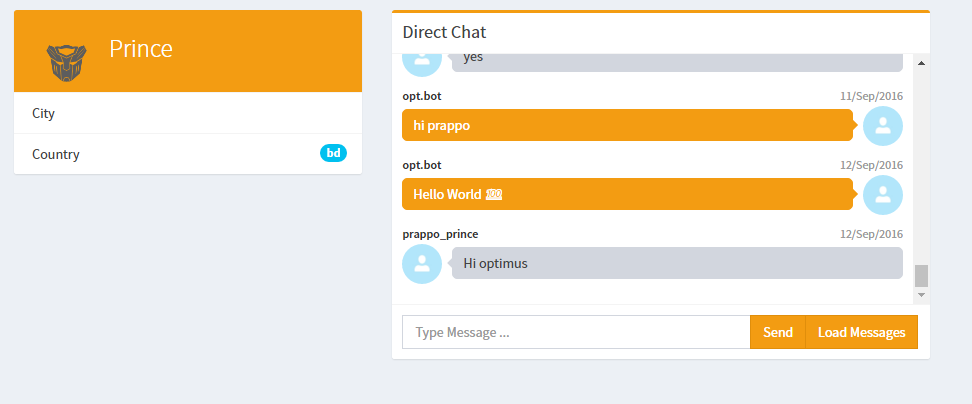 Prince
City
Country bd
Direct Chat
yes
opt.bot 11/Sep/2016
hi prappo
opt.bot 12/Sep/2016
Hello World 💯
prappo_prince 12/Sep/2016
Hi optimus
Type Message ... Send Load Messages